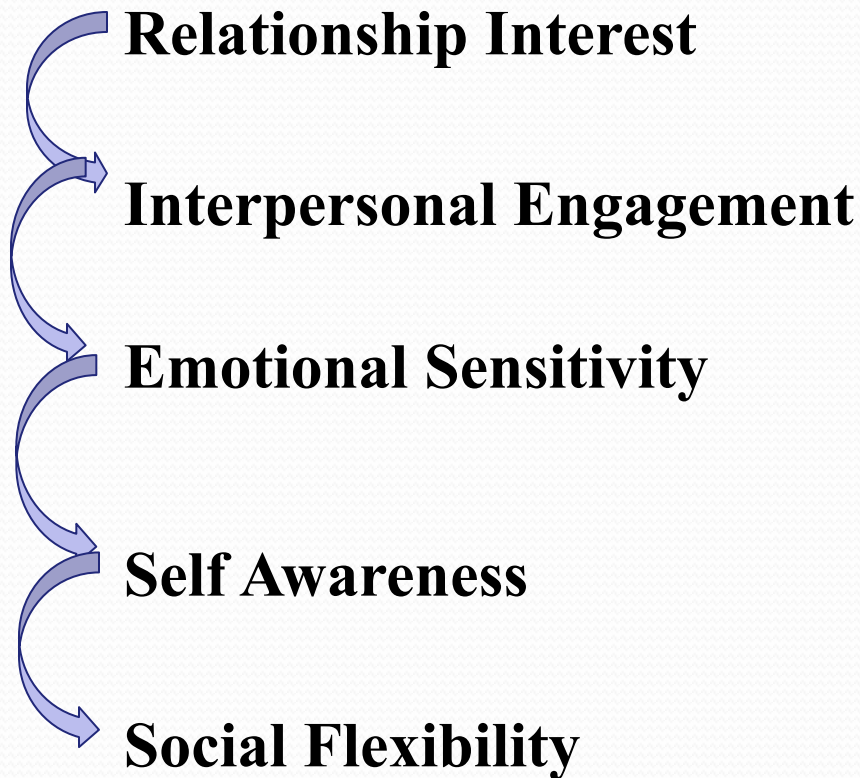 Relationship Interest
Interpersonal Engagement
Emotional Sensitivity
Self Awareness
Social Flexibility